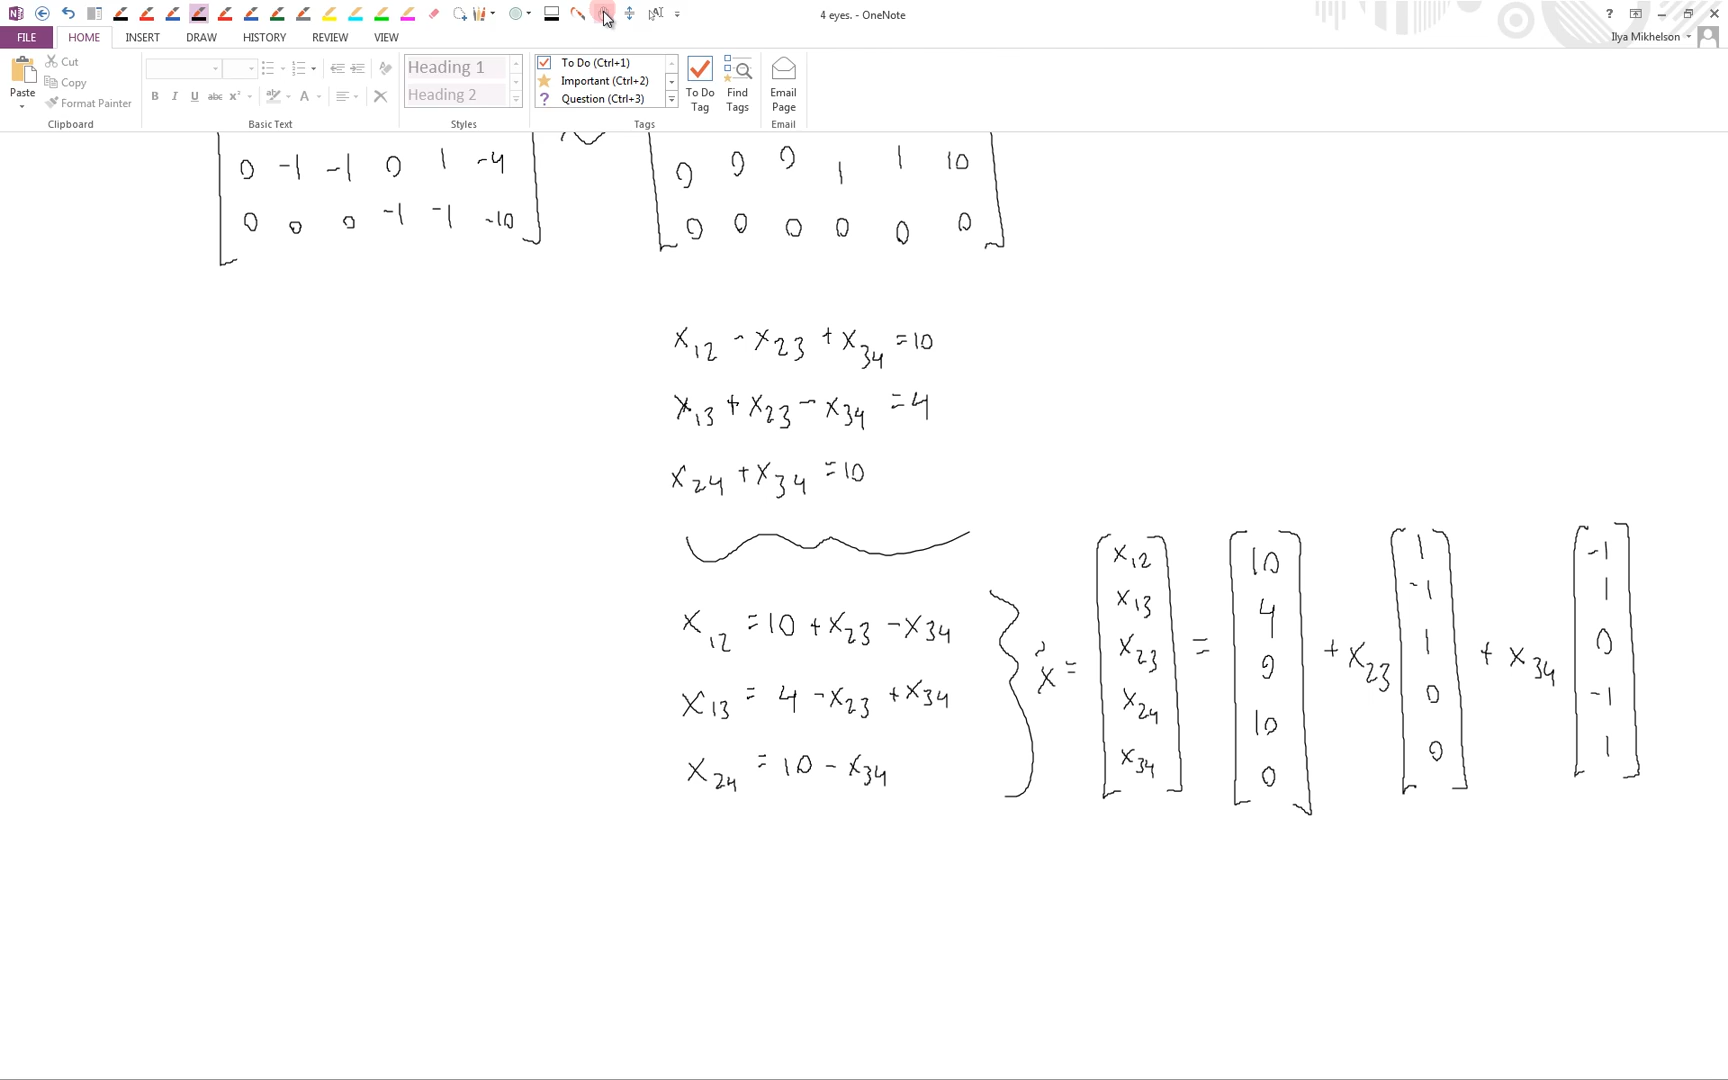 4 eyes. - OneNote
?
FILE HOME INSERT DRAW HISTORY REVIEW VIEW
Ilya Mikhelson
Paste
Cut
Copy
Format Painter
Clipboard
B I U abc x² aby A
Basic Text
Heading 1
Heading 2
Styles
To Do (Ctrl+1)
Important (Ctrl+2)
? Question (Ctrl+3)
To Do Tag
Find Tags
Tags
Email Page
Email
0 -1 -1 0 1 -4
0 0 0 -1 -1 -10
0 0 0 1 1 10
0 0 0 0 0 0
x12 - x23 + x34 = 10
x13 + x23 - x34 = 4
x24 + x34 = 10
x12 = 10 + x23 - x34
x13 = 4 - x23 + x34
x24 = 10 - x34
x̃ =
x12
x13
x23
x24
x34
=
10
4
0
10
0
+ x23
1
-1
1
0
0
+ x34
-1
1
0
-1
1